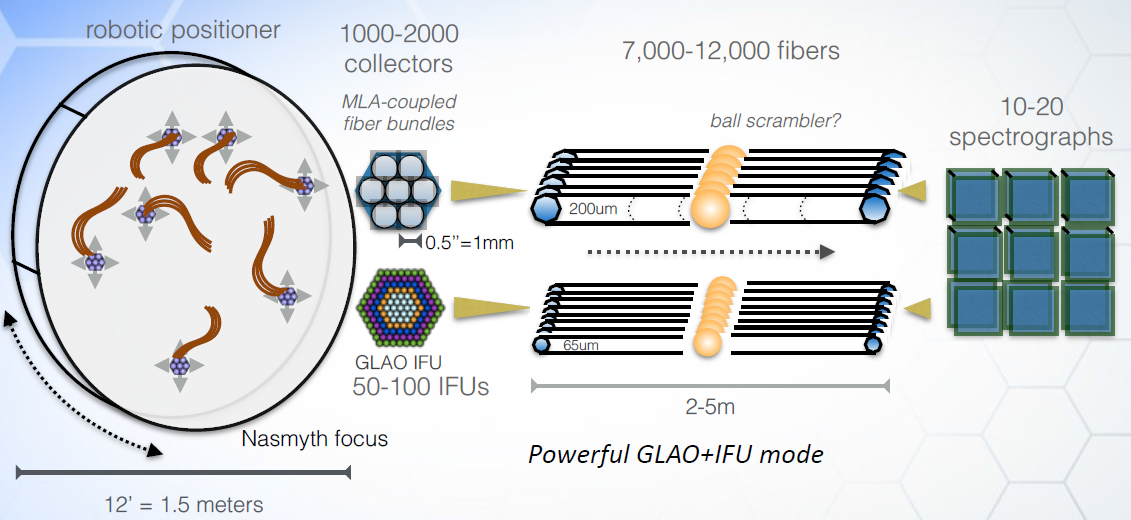 robotic positioner
1000-2000
collectors
MLA-coupled
fiber bundles
7,000-12,000 fibers
ball scrambler?
10-20
spectrographs
200um
0.5”=1mm
65um
GLAO IFU
50-100 IFUs
2-5m
Nasmyth focus
Powerful GLAO+IFU mode
12’ = 1.5 meters